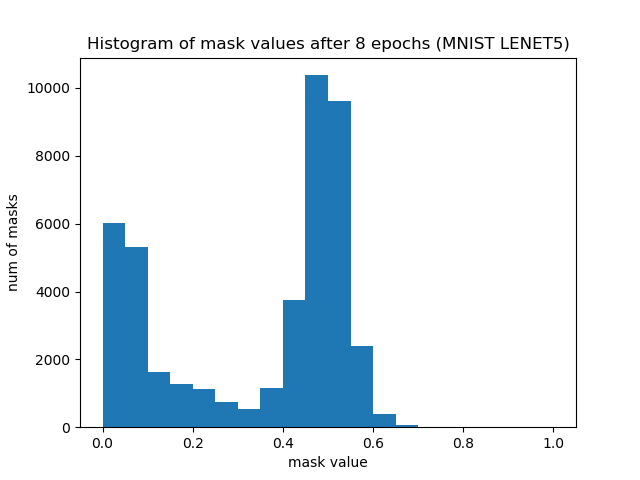 Histogram of mask values after 8 epochs (MNIST LENET5)
10000
8000
6000
4000
2000
0
num of masks
0.0 0.2 0.4 0.6 0.8 1.0
mask value